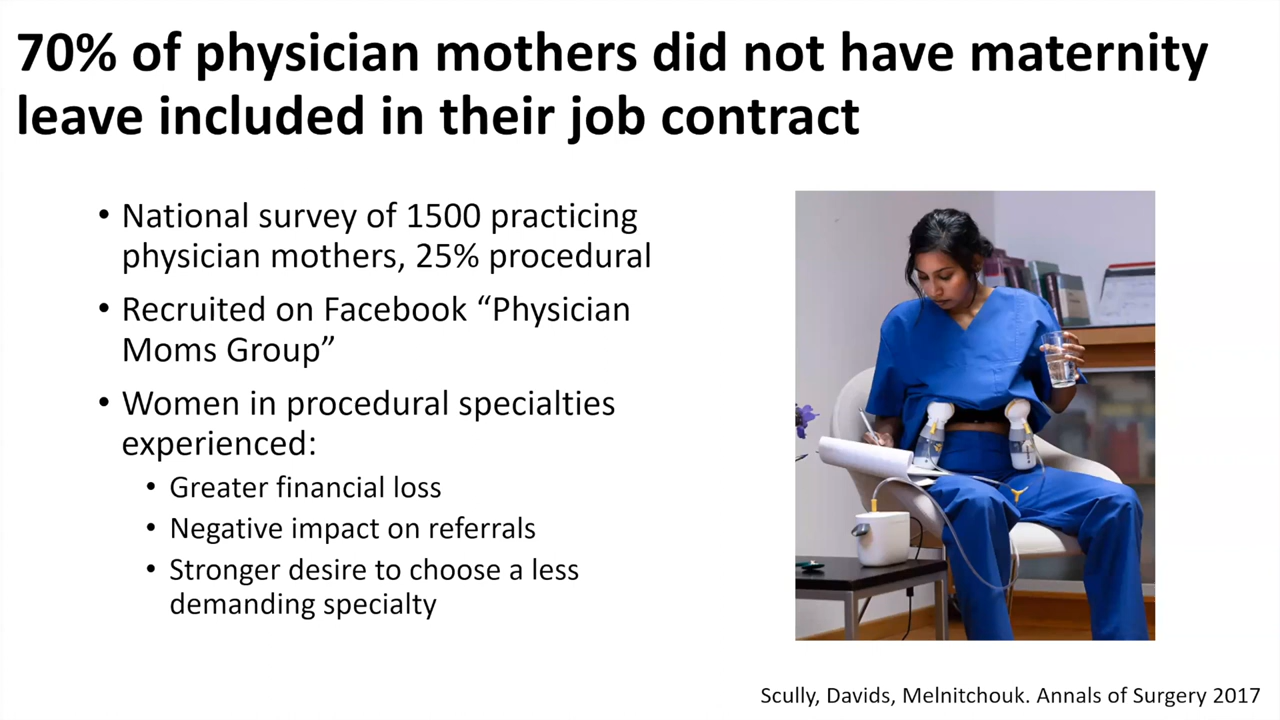 70% of physician mothers did not have maternity
leave included in their job contract
• National survey of 1500 practicing
physician mothers, 25% procedural
• Recruited on Facebook “Physician
Moms Group”
• Women in procedural specialties
experienced:
• Greater financial loss
• Negative impact on referrals
• Stronger desire to choose a less
demanding specialty
Scully, Davids, Melnitchouk. Annals of Surgery 2017